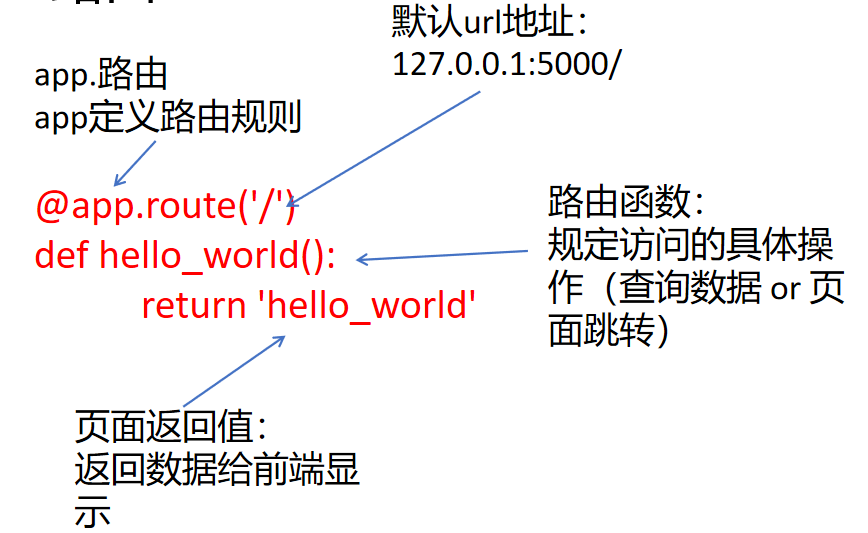 默认url地址：
127.0.0.1:5000/
app.路由
app定义路由规则
@app.route('/')
def hello_world():
return 'hello_world'
路由函数：
规定访问的具体操
作（查询数据 or 页
面跳转）
页面返回值：
返回数据给前端显
示